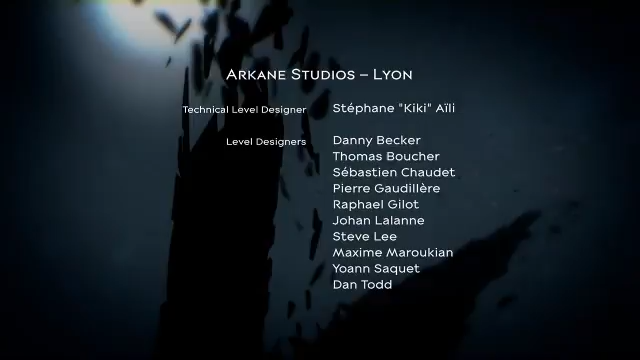 Arkane Studios – Lyon
Technical Level Designer Stéphane "Kiki" Aïli
Level Designers Danny Becker
Thomas Boucher
Sébastien Chaudet
Pierre Gaudillère
Raphael Gilot
Johan Lalanne
Steve Lee
Maxime Maroukian
Yoann Saquet
Dan Todd